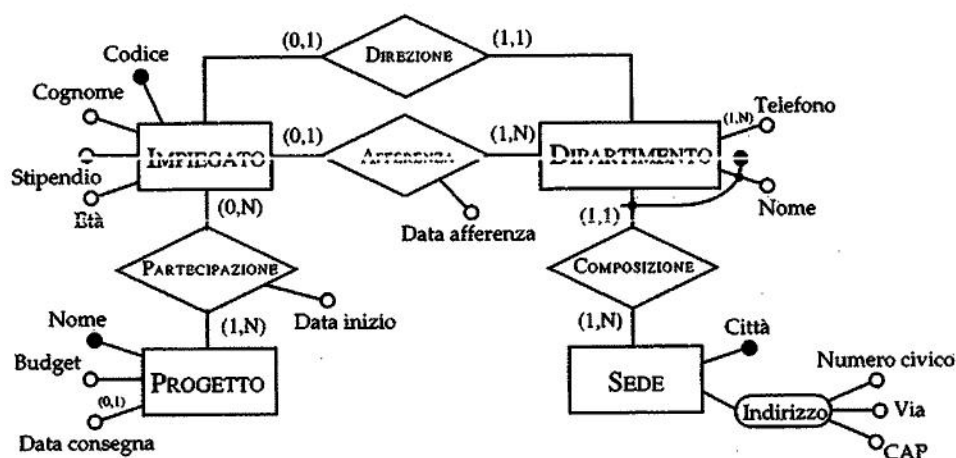 (0,1)
DIREZIONE
(1,1)
Codice
Cognome
Telefono
(1,N)
(0,1)
(1,N)
IMPIEGATO
AFFERENZA
DIPARTIMENTO
Stipendio
Età
(0,N)
Data afferenza
(1,1)
Nome
PARTECIPAZIONE
COMPOSIZIONE
Data inizio
Nome
(1,N)
(1,N)
Città
Numero civico
Budget
PROGETTO
SEDE
(0,1)
Indirizzo
Via
Data consegna
CAP